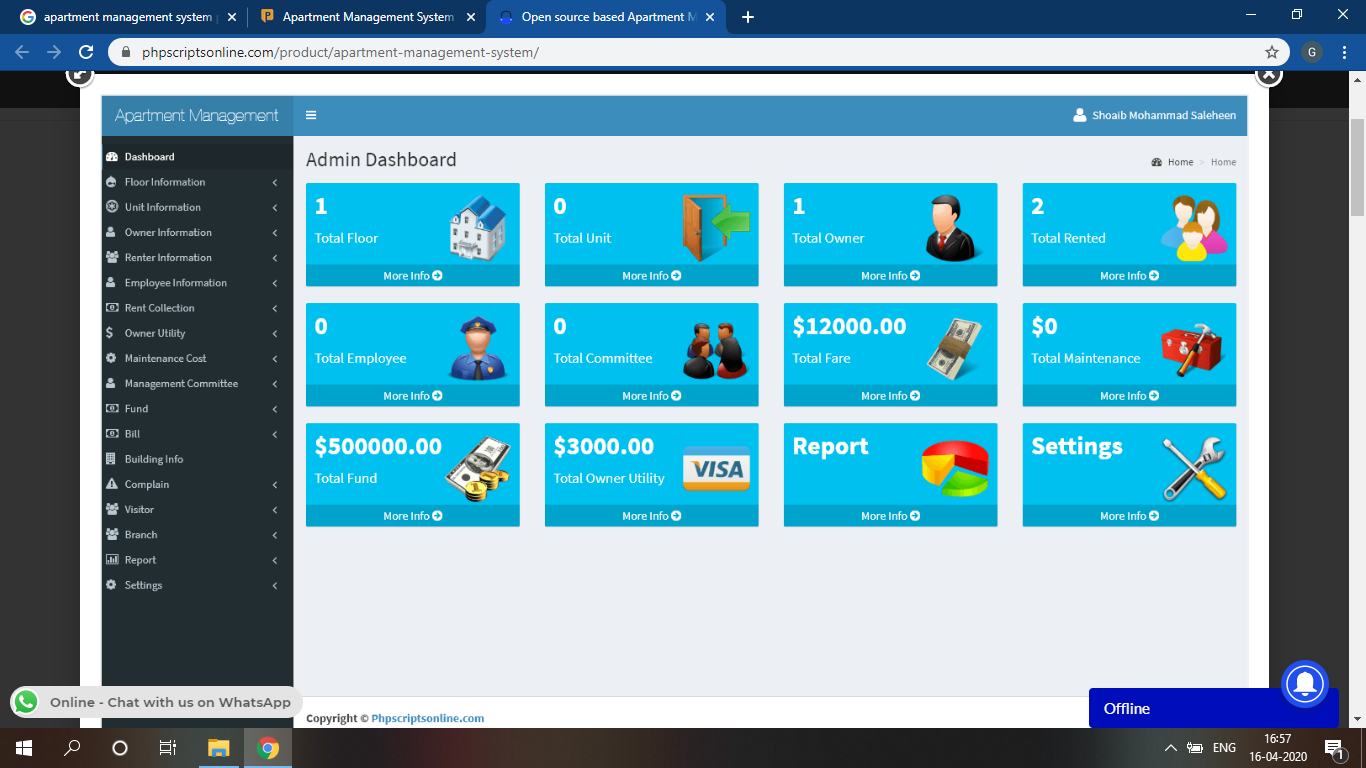 apartment management system
Apartment Management System
Open source based Apartment M
phpscriptsonline.com/product/apartment-management-system/
G
Apartment Management
Shoaib Mohammad Saleheen
Dashboard
Floor Information
Unit Information
Owner Information
Renter Information
Employee Information
Rent Collection
Owner Utility
Maintenance Cost
Management Committee
Fund
Bill
Building Info
Complain
Visitor
Branch
Report
Settings
Admin Dashboard
Home > Home
1
Total Floor
More Info
0
Total Unit
More Info
1
Total Owner
More Info
2
Total Rented
More Info
0
Total Employee
More Info
0
Total Committee
More Info
$12000.00
Total Fare
More Info
$0
Total Maintenance
More Info
$500000.00
Total Fund
More Info
$3000.00
Total Owner Utility
VISA
More Info
Report
More Info
Settings
More Info
Online - Chat with us on WhatsApp
Copyright © Phpscriptsonline.com
Offline
ENG
16:57
16-04-2020
1